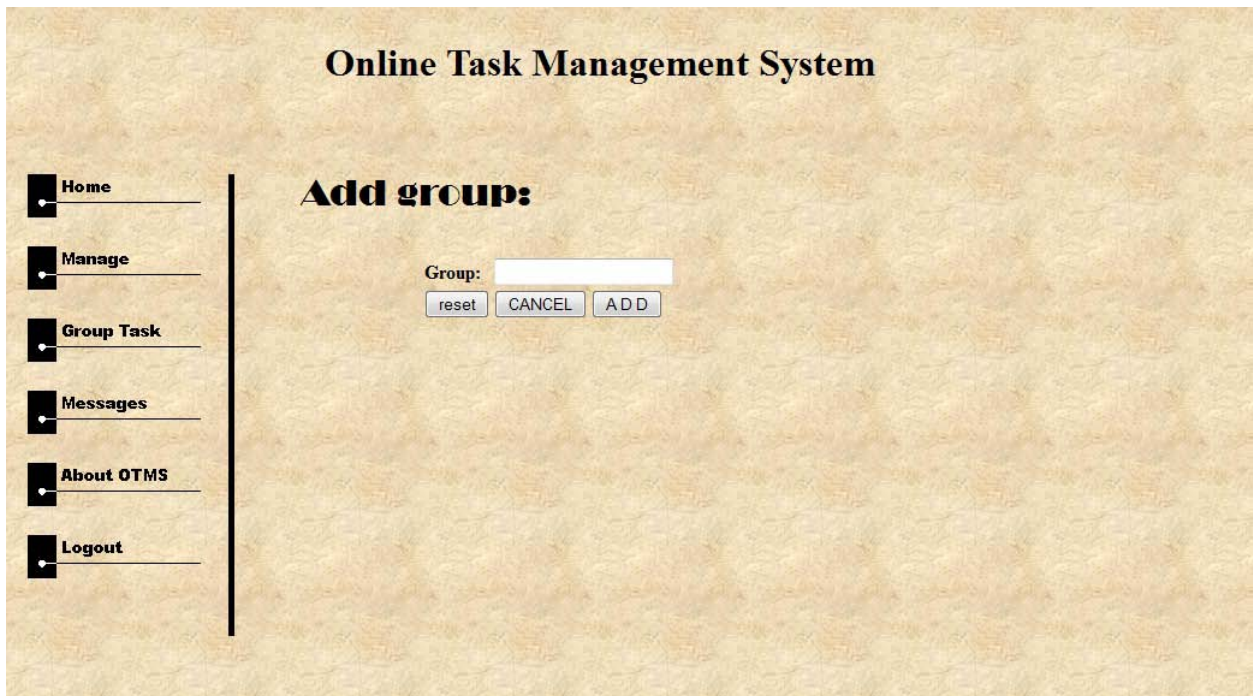 Online Task Management System
Home
Manage
Group Task
Messages
About OTMS
Logout
Add group:
Group:
reset CANCEL A D D